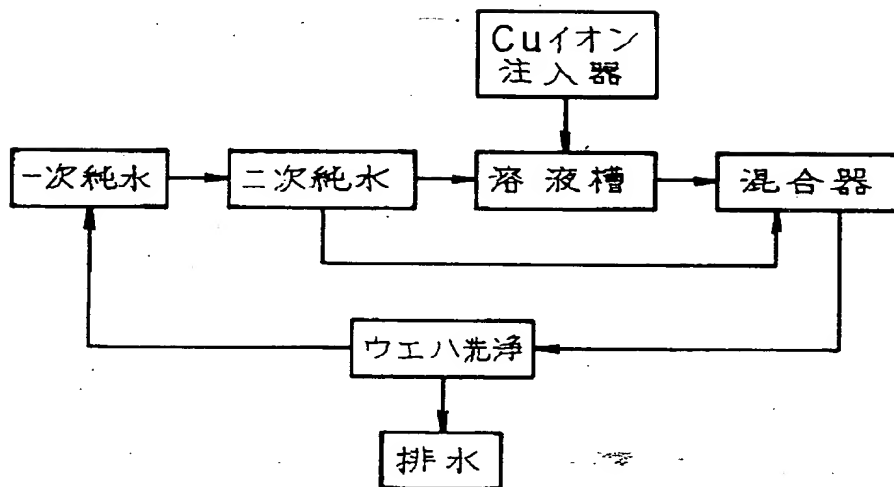 Cuイオン
注入器
一次純水
二次純水
溶液槽
混合器
ウエハ洗浄
排水